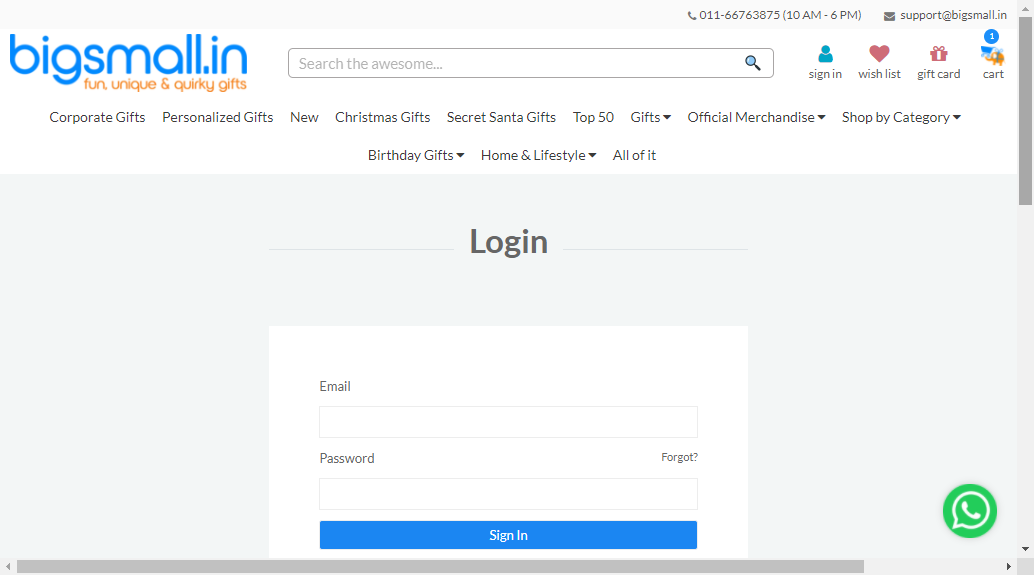 011-66763875 (10 AM - 6 PM) support@bigsmall.in
bigsmall.in
fun, unique & quirky gifts
Search the awesome...
sign in
wish list
gift card
1
cart
Corporate Gifts Personalized Gifts New Christmas Gifts Secret Santa Gifts Top 50 Gifts Official Merchandise Shop by Category
Birthday Gifts Home & Lifestyle All of it
Login
Email
Password Forgot?
Sign In